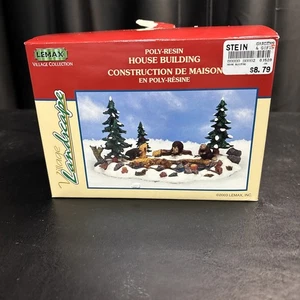 LEMAX
VILLAGE COLLECTION
POLY-RESIN
HOUSE BUILDING
CONSTRUCTION DE MAISON
EN POLY-RÉSINE
STEIN
$8.79
Village
Landscape
LEMAX, INC.